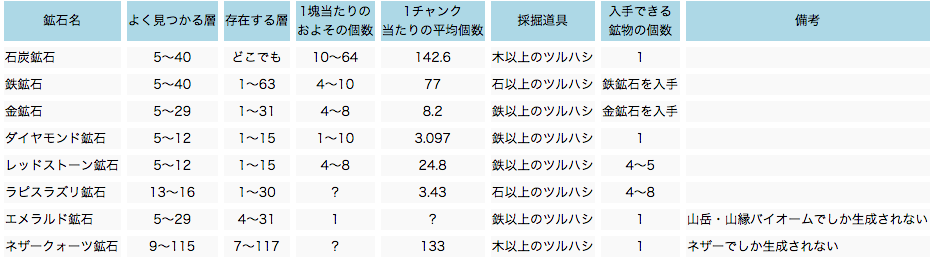 鉱石名 よく見つかる層 存在する層 1塊当たりの およその個数 1チャンク 当たりの平均個数 採掘道具 入手できる 鉱物の個数 備考
石炭鉱石 5〜40 どこでも 10〜64 142.6 木以上のツルハシ 1
鉄鉱石 5〜40 1〜63 4〜10 77 石以上のツルハシ 鉄鉱石を入手
金鉱石 5〜29 1〜31 4〜8 8.2 鉄以上のツルハシ 金鉱石を入手
ダイヤモンド鉱石 5〜12 1〜15 1〜10 3.097 鉄以上のツルハシ 1
レッドストーン鉱石 5〜12 1〜15 4〜8 24.8 鉄以上のツルハシ 4〜5
ラピスラズリ鉱石 13〜16 1〜30 ? 3.43 石以上のツルハシ 4〜8
エメラルド鉱石 5〜29 4〜31 1 ? 鉄以上のツルハシ 1 山岳・山縁バイオームでしか生成されない
ネザークォーツ鉱石 9〜115 7〜117 ? 133 木以上のツルハシ 1 ネザーでしか生成されない